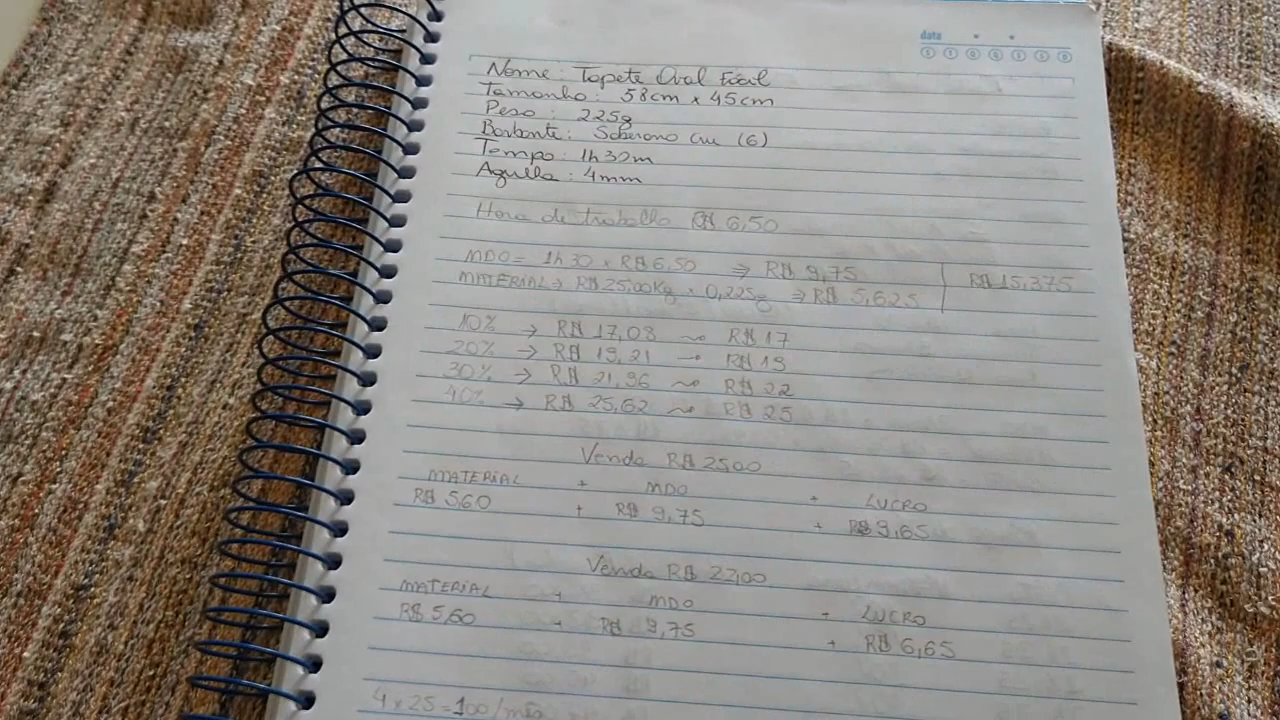 data
S T Q Q S S D
Nome: Tapete Oval Fácil
Tamanho: 58cm x 45cm
Peso: 225g
Barbante: Soberano Cru (6)
Tempo: 1h30m
Agulha: 4mm
Hora de trabalho R$ 6,50
MDO = 1h30 x R$6,50 ⇒ R$ 9,75
MATERIAL → R$25,00Kg x 0,225g ⇒ R$ 5,625
R$ 15,375
10% → R$ 17,08 ~ R$ 17
20% → R$ 19,21 ~ R$ 19
30% → R$ 21,96 ~ R$ 22
40% → R$ 25,62 ~ R$ 25
Venda R$ 25,00
MATERIAL + MDO + LUCRO
R$ 5,60 + R$ 9,75 + R$ 9,65
Venda R$ 22,00
MATERIAL + MDO + LUCRO
R$ 5,60 + R$ 9,75 + R$ 6,65
4 x 25 = 100 / mês